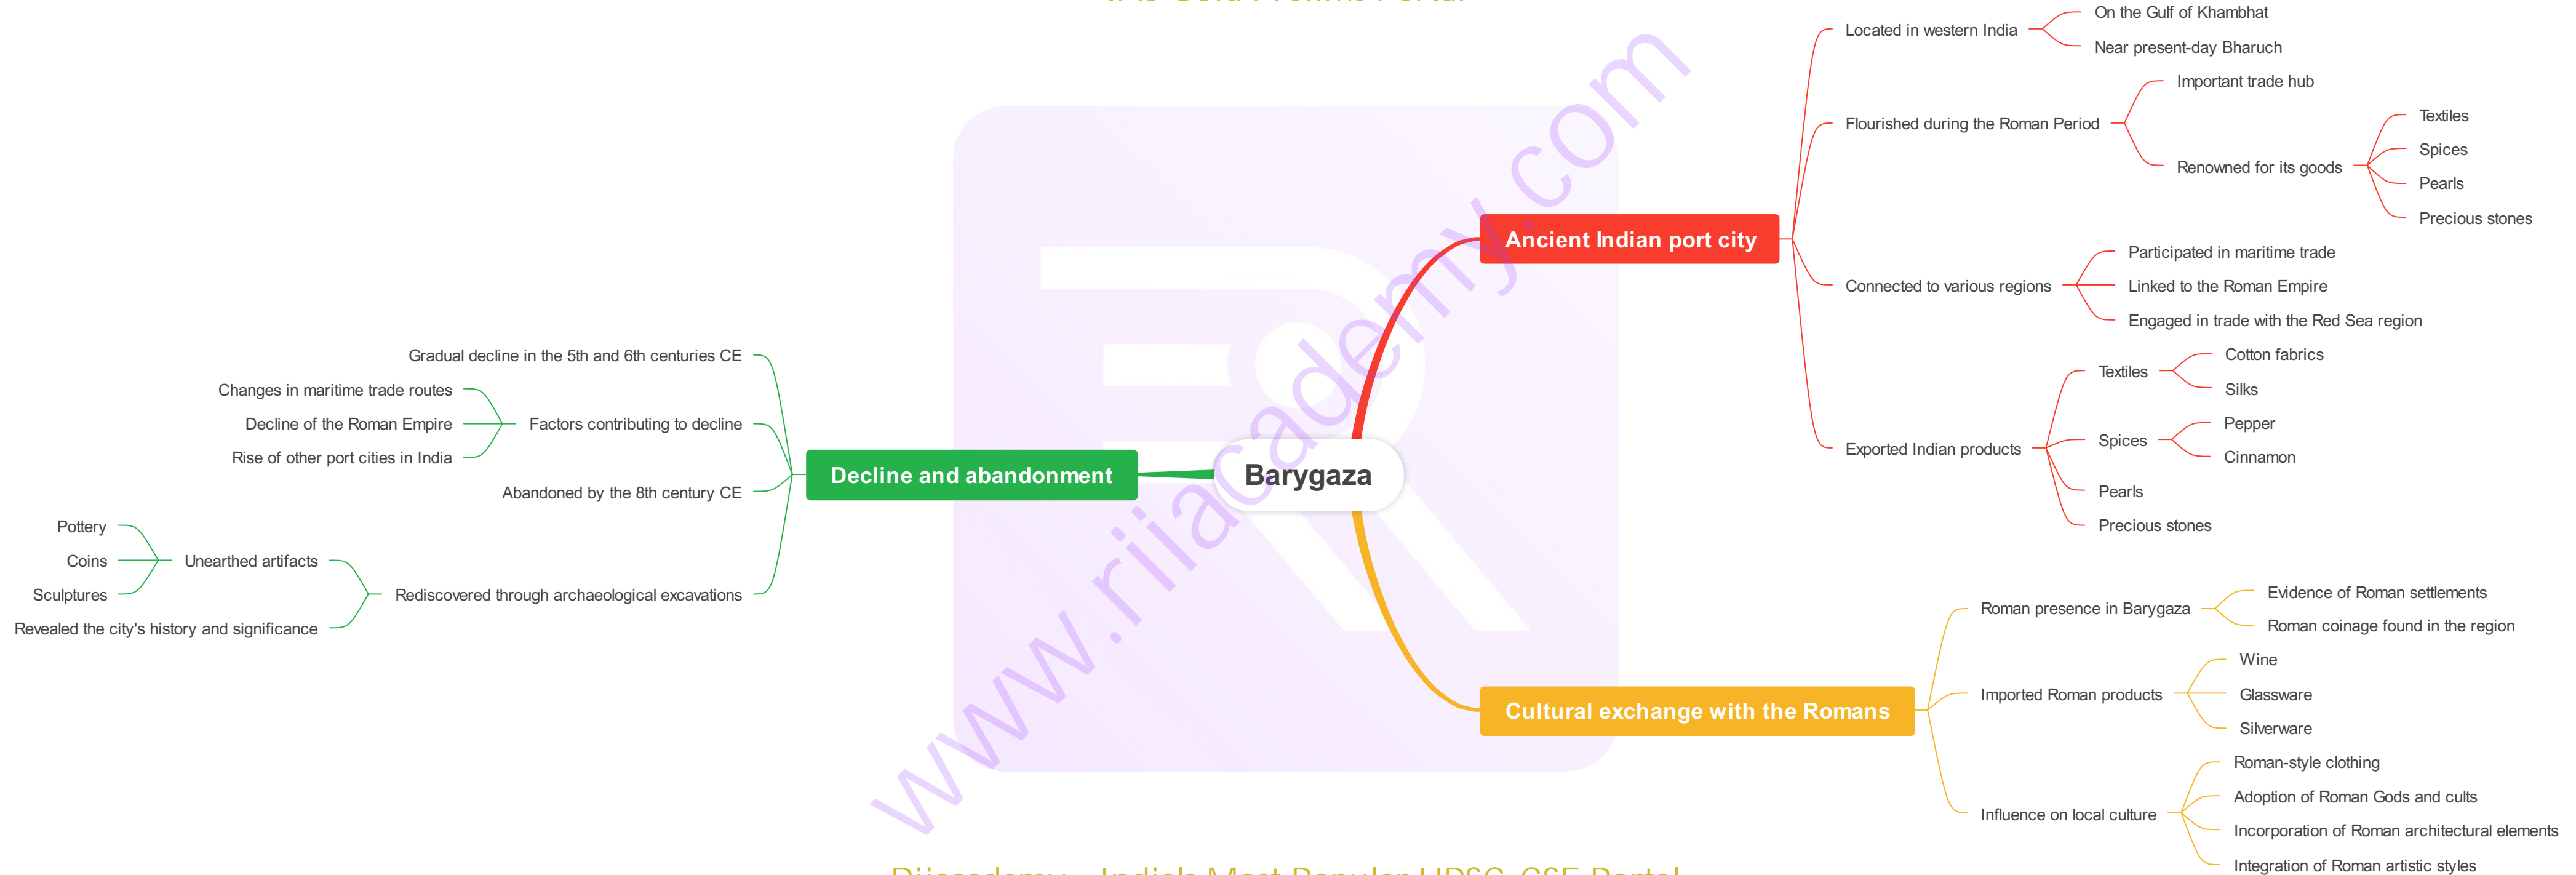 Barygaza
Ancient Indian port city
Located in western India
On the Gulf of Khambhat
Near present-day Bharuch
Flourished during the Roman Period
Important trade hub
Renowned for its goods
Textiles
Spices
Pearls
Precious stones
Connected to various regions
Participated in maritime trade
Linked to the Roman Empire
Engaged in trade with the Red Sea region
Exported Indian products
Textiles
Cotton fabrics
Silks
Spices
Pepper
Cinnamon
Pearls
Precious stones
Cultural exchange with the Romans
Roman presence in Barygaza
Evidence of Roman settlements
Roman coinage found in the region
Imported Roman products
Wine
Glassware
Silverware
Influence on local culture
Roman-style clothing
Adoption of Roman Gods and cults
Incorporation of Roman architectural elements
Integration of Roman artistic styles
Decline and abandonment
Gradual decline in the 5th and 6th centuries CE
Factors contributing to decline
Changes in maritime trade routes
Decline of the Roman Empire
Rise of other port cities in India
Abandoned by the 8th century CE
Rediscovered through archaeological excavations
Unearthed artifacts
Pottery
Coins
Sculptures
Revealed the city's history and significance
www.rijacademy.com
India's Most Popular UPSC-CSE Portal